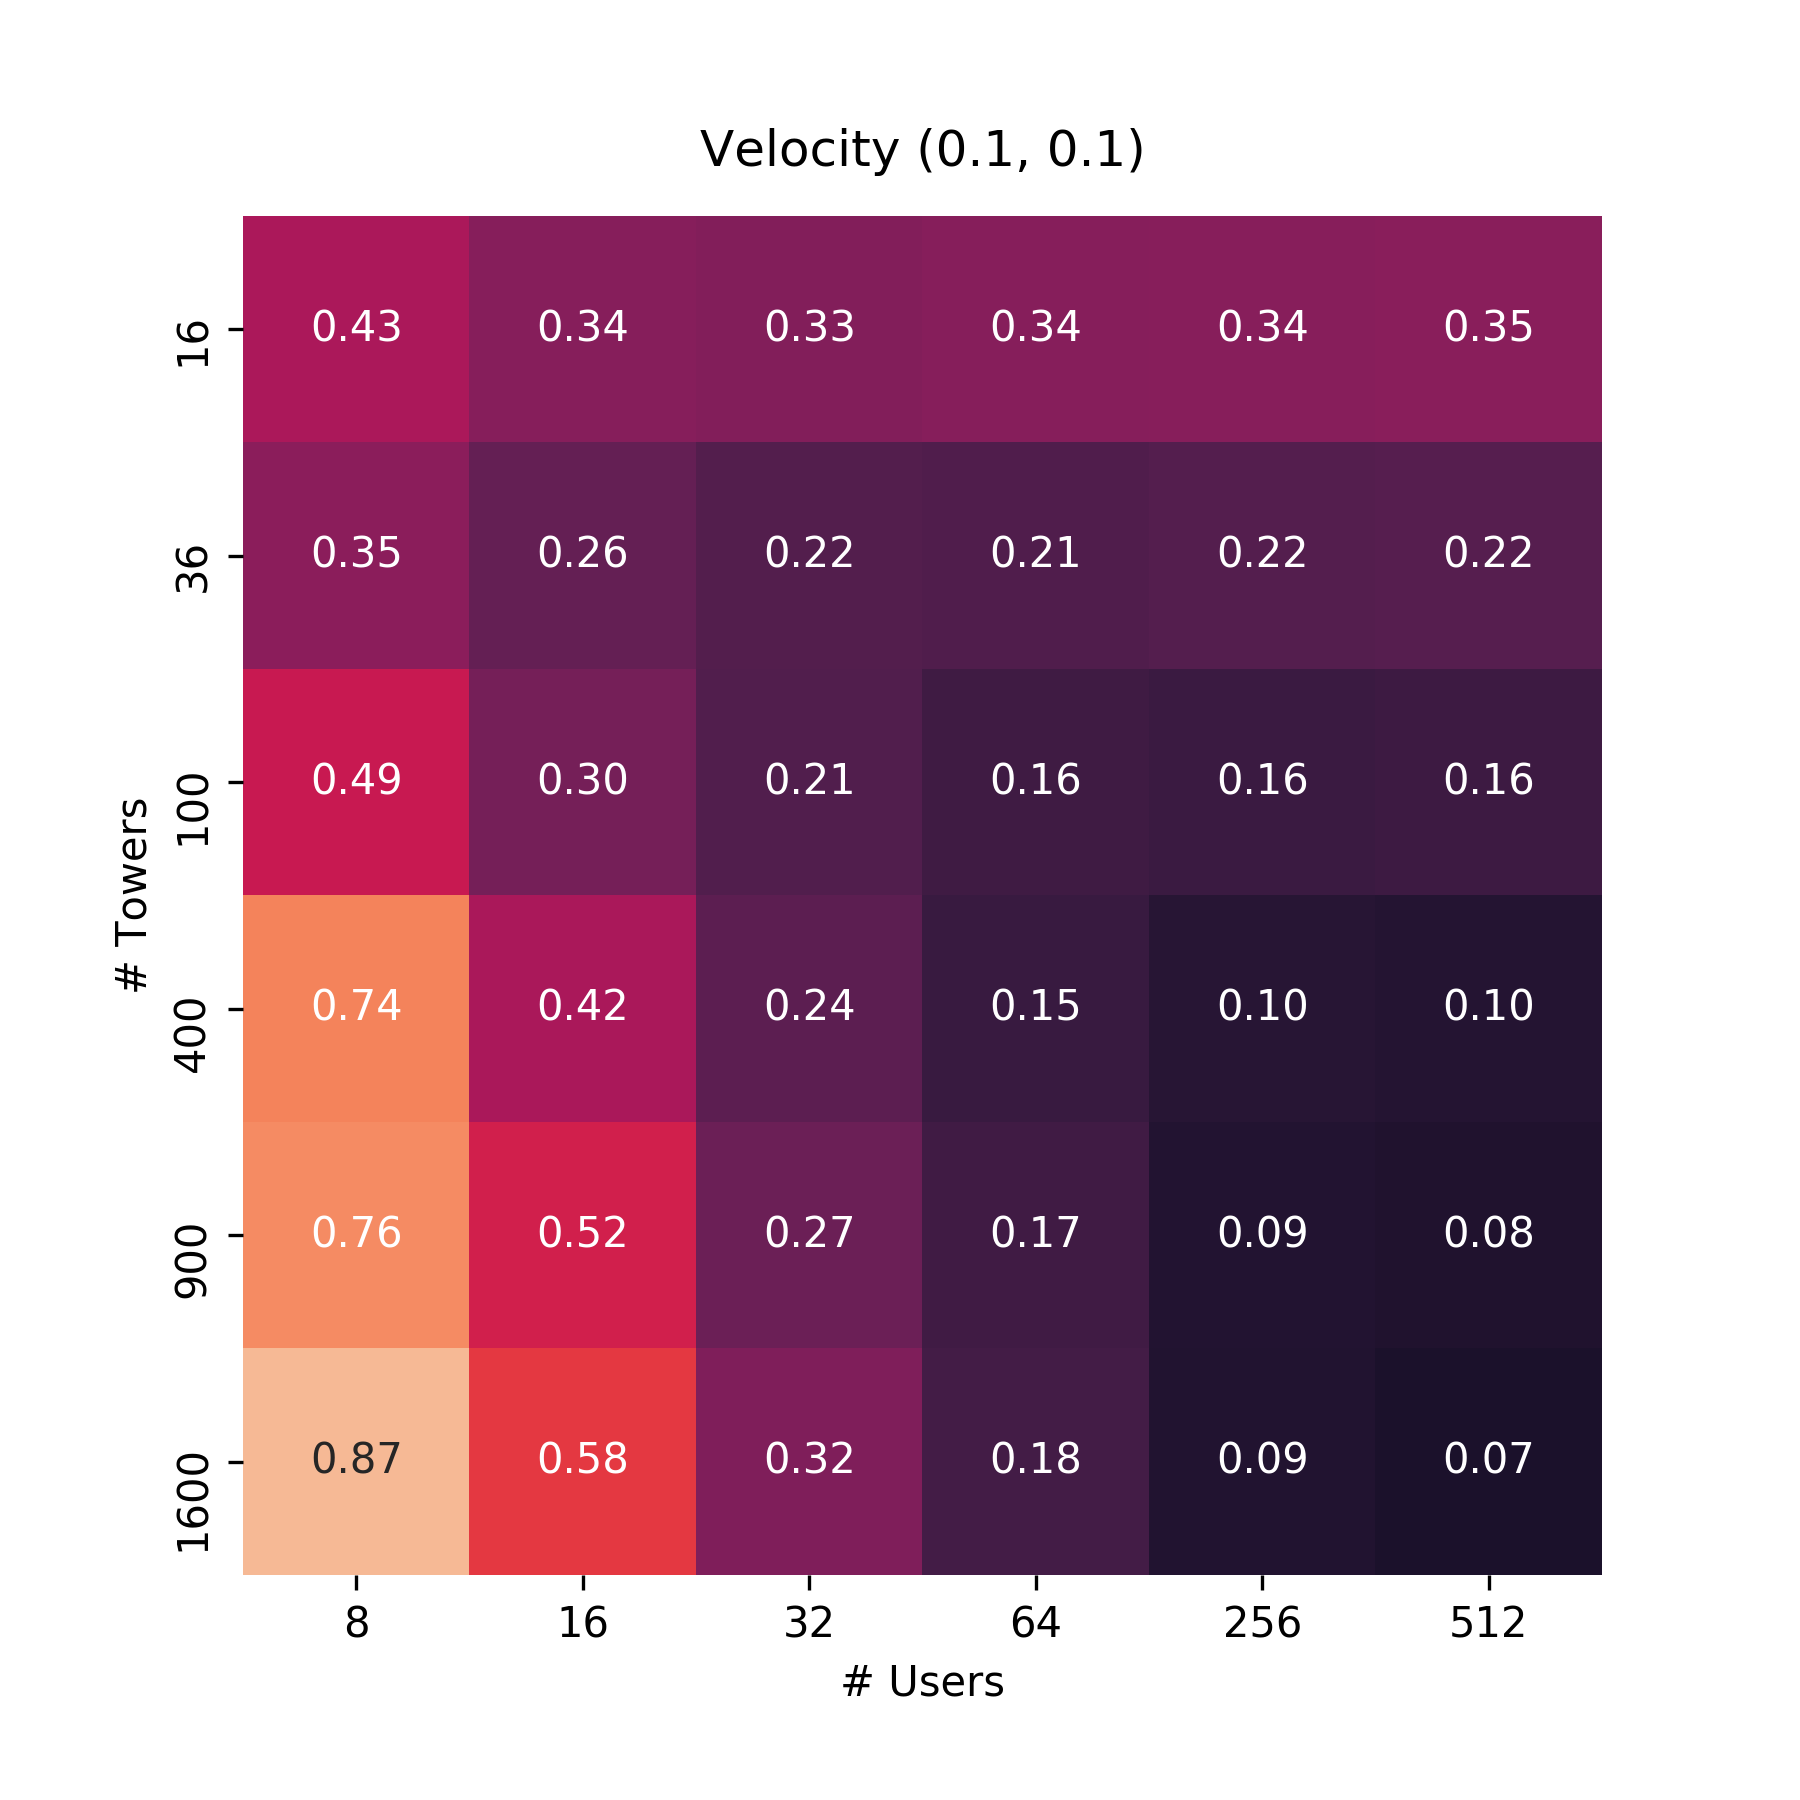 Velocity (0.1, 0.1)
# Towers
16 0.43 0.34 0.33 0.34 0.34 0.35
36 0.35 0.26 0.22 0.21 0.22 0.22
100 0.49 0.30 0.21 0.16 0.16 0.16
400 0.74 0.42 0.24 0.15 0.10 0.10
900 0.76 0.52 0.27 0.17 0.09 0.08
1600 0.87 0.58 0.32 0.18 0.09 0.07
8 16 32 64 256 512
# Users